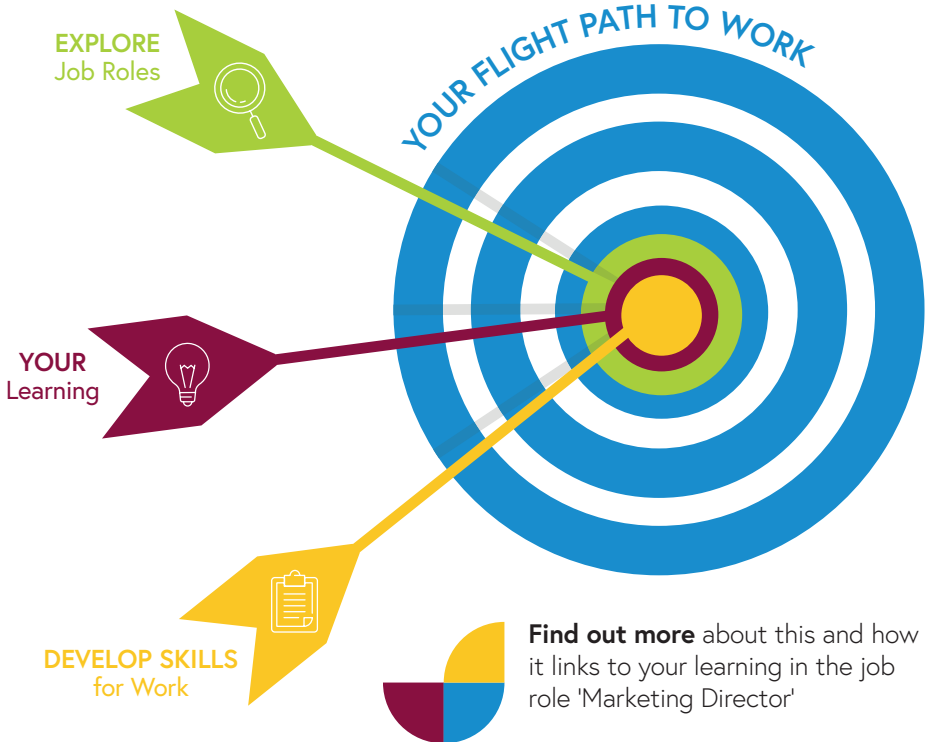 YOUR FLIGHT PATH TO WORK
EXPLORE
Job Roles
YOUR
Learning
DEVELOP SKILLS
for Work
Find out more about this and how
it links to your learning in the job
role 'Marketing Director'